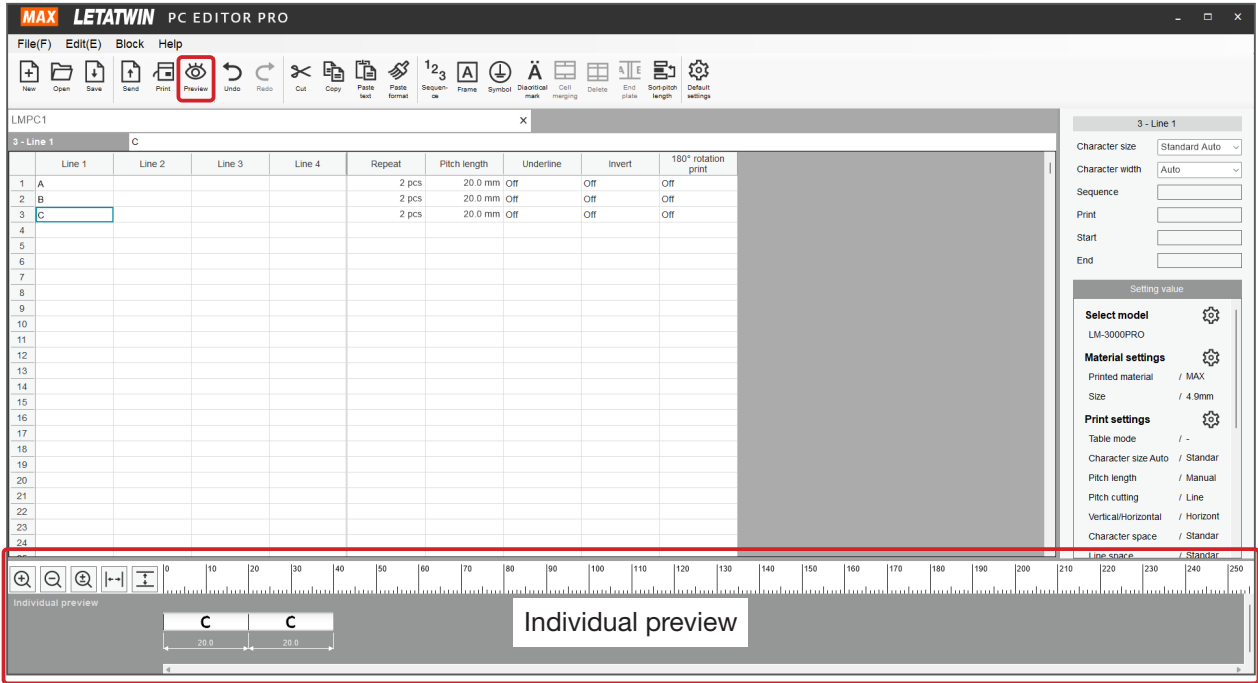 MAX LETATWIN PC EDITOR PRO
File(F) Edit(E) Block Help
New Open Save Send Print Preview Undo Redo Cut Copy Paste text Paste format Sequence Frame Symbol Diacritical mark Cell merging Delete End plate Sort-pitch length Default settings
LMPC1
3 - Line 1 C
Line 1 Line 2 Line 3 Line 4 Repeat Pitch length Underline Invert 180° rotation print
1 A 2 pcs 20.0 mm Off Off Off
2 B 2 pcs 20.0 mm Off Off Off
3 C 2 pcs 20.0 mm Off Off Off
4
5
6
7
8
9
10
11
12
13
14
15
16
17
18
19
20
21
22
23
24
3 - Line 1
Character size Standard Auto
Character width Auto
Sequence
Print
Start
End
Setting value
Select model
LM-3000PRO
Material settings
Printed material / MAX
Size / 4.9mm
Print settings
Table mode / -
Character size Auto / Standar
Pitch length / Manual
Pitch cutting / Line
Vertical/Horizontal / Horizont
Character space / Standar
Line space / Standar
0 10 20 30 40 50 60 70 80 90 100 110 120 130 140 150 160 170 180 190 200 210 220 230 240 250
Individual preview
C C
20.0 20.0
Individual preview